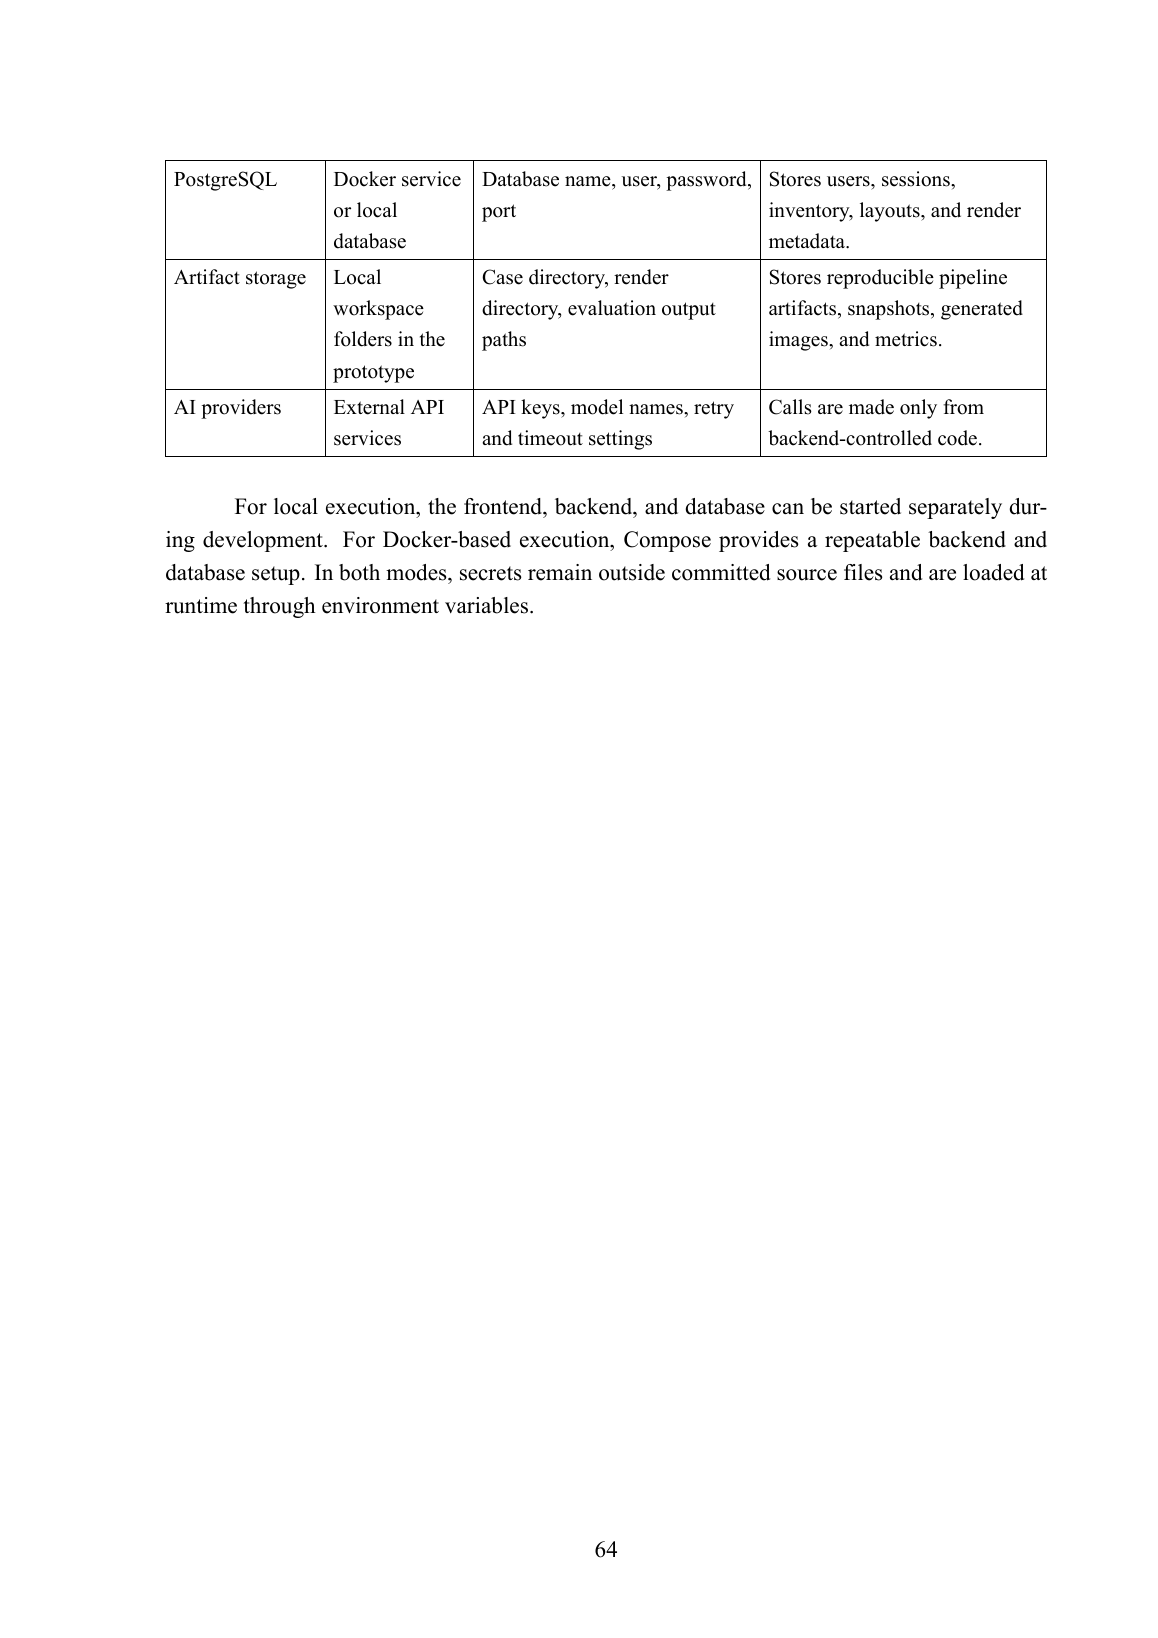 PostgreSQL
Docker service
or local
database
Database name, user, password,
port
Stores users, sessions,
inventory, layouts, and render
metadata.
Artifact storage
Local
workspace
folders in the
prototype
Case directory, render
directory, evaluation output
paths
Stores reproducible pipeline
artifacts, snapshots, generated
images, and metrics.
AI providers
External API
services
API keys, model names, retry
and timeout settings
Calls are made only from
backend-controlled code.
For local execution, the frontend, backend, and database can be started separately dur-
ing development. For Docker-based execution, Compose provides a repeatable backend and
database setup. In both modes, secrets remain outside committed source files and are loaded at
runtime through environment variables.
64